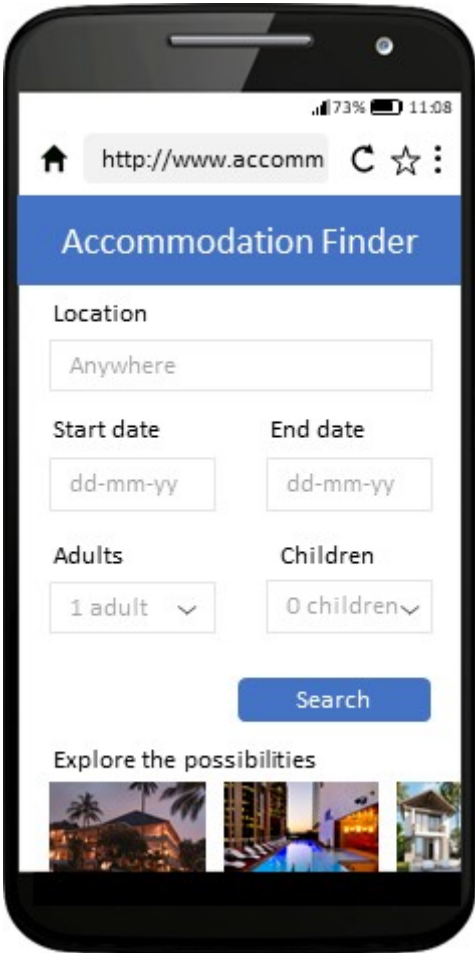 73% 11:08
http://www.accomm
Accommodation Finder
Location
Anywhere
Start date End date
dd-mm-yy dd-mm-yy
Adults Children
1 adult 0 children
Search
Explore the possibilities